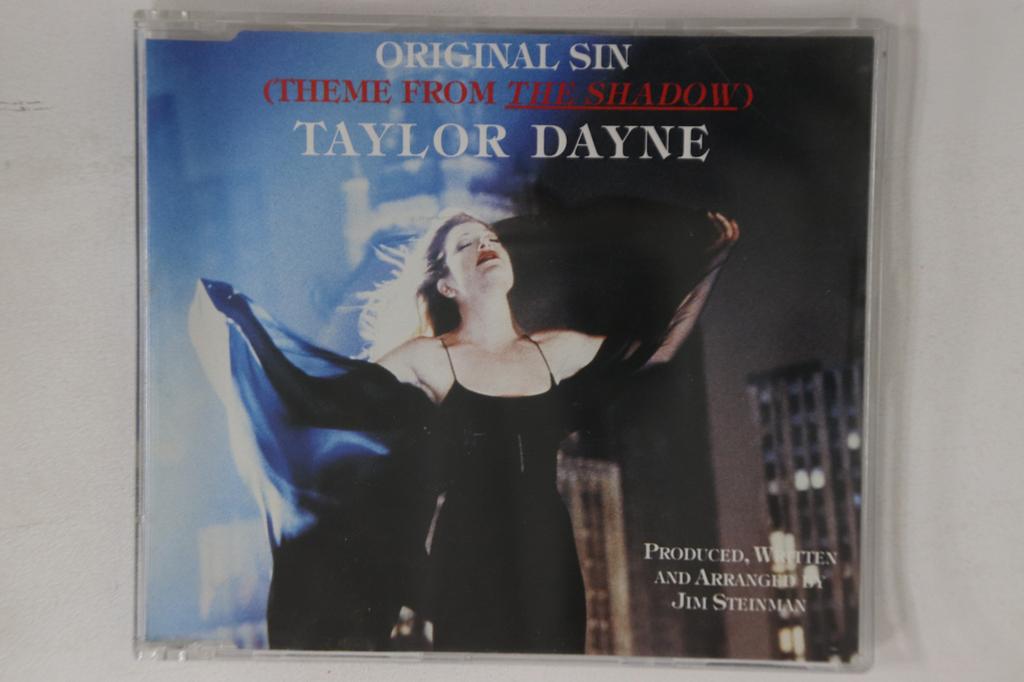 ORIGINAL SIN
(THEME FROM THE SHADOW)
TAYLOR DAYNE
PRODUCED, WRITTEN
AND ARRANGED BY
JIM STEINMAN